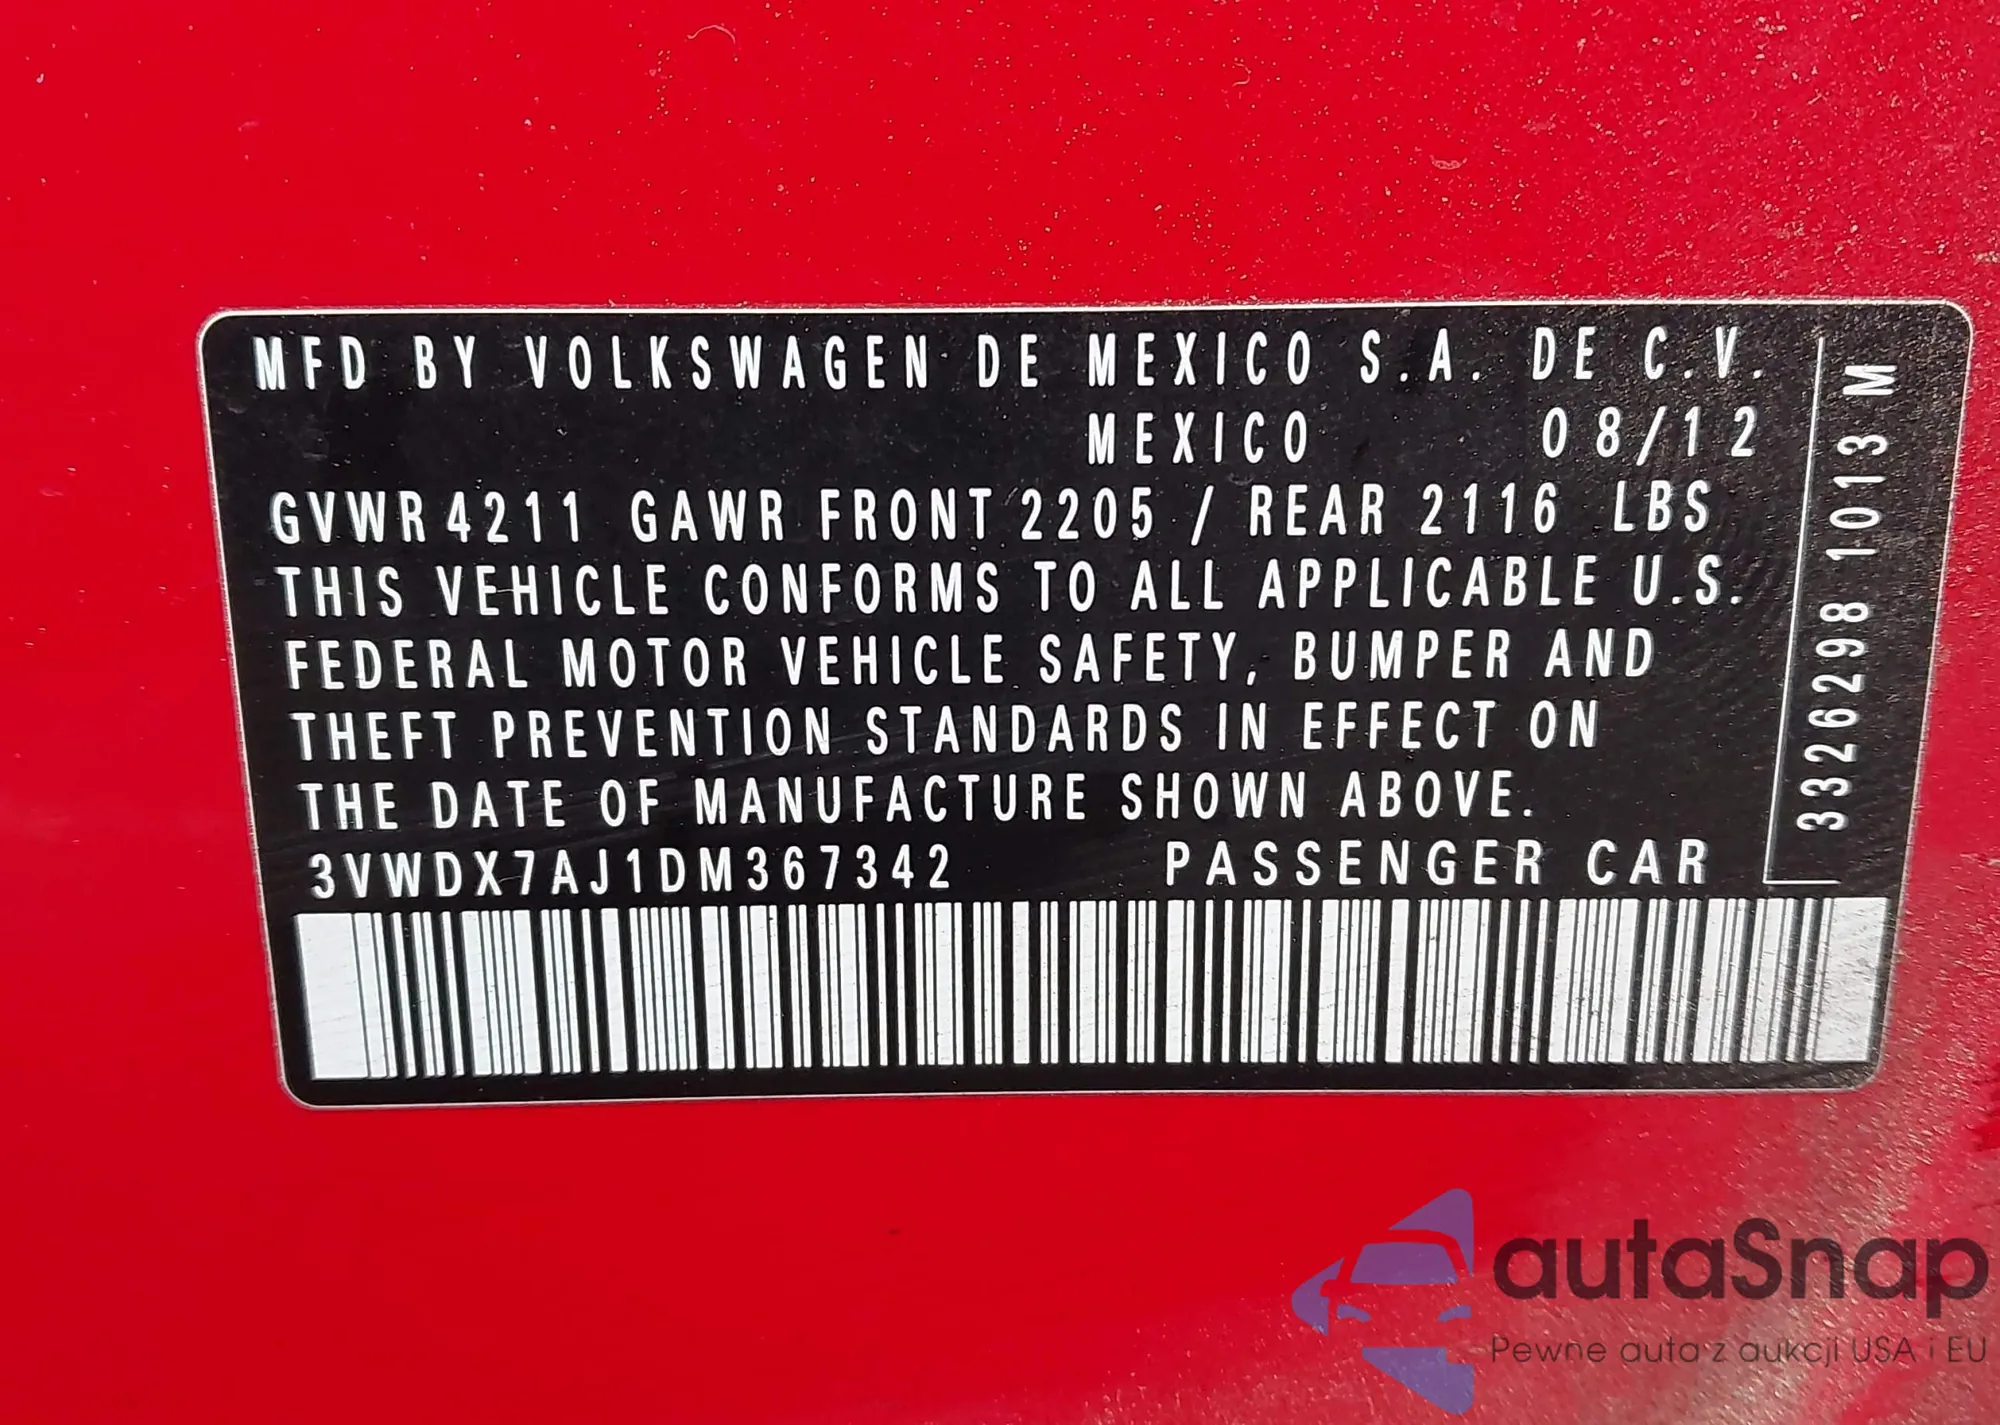 MFD BY VOLKSWAGEN DE MEXICO S.A. DE C.V.
MEXICO 08/12
GVWR 4211 GAWR FRONT 2205 / REAR 2116 LBS
THIS VEHICLE CONFORMS TO ALL APPLICABLE U.S.
FEDERAL MOTOR VEHICLE SAFETY, BUMPER AND
THEFT PREVENTION STANDARDS IN EFFECT ON
THE DATE OF MANUFACTURE SHOWN ABOVE.
3VWDX7AJ1DM367342 PASSENGER CAR
3326298 1013 M
autaSnap
Pewne auta z aukcji USA i EU